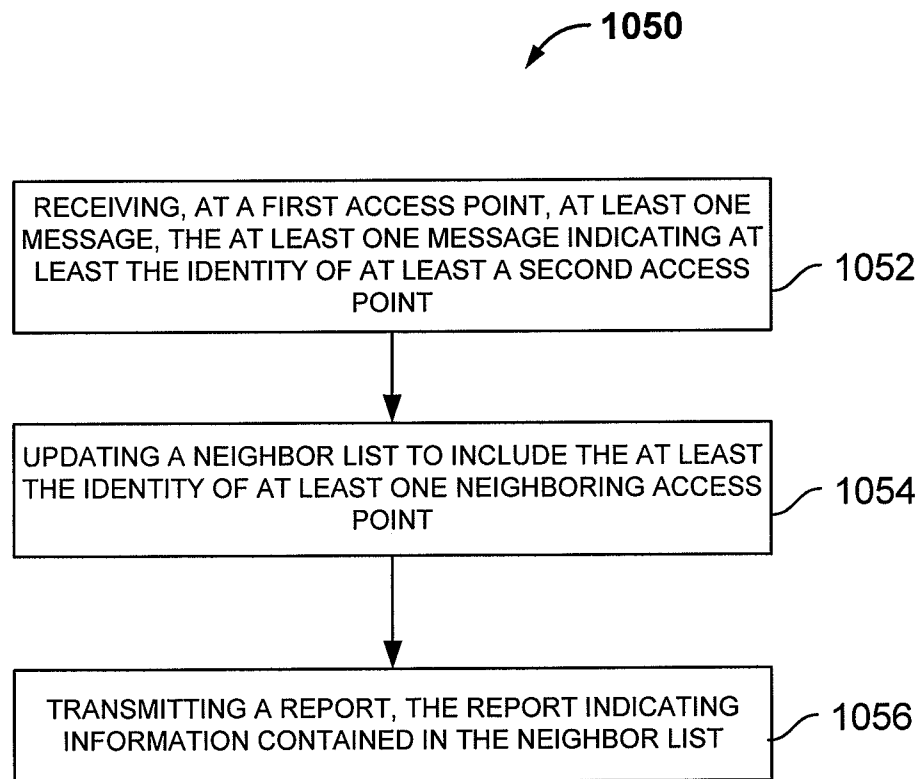 1050
RECEIVING, AT A FIRST ACCESS POINT, AT LEAST ONE
MESSAGE, THE AT LEAST ONE MESSAGE INDICATING AT
LEAST THE IDENTITY OF AT LEAST A SECOND ACCESS
POINT
1052
UPDATING A NEIGHBOR LIST TO INCLUDE THE AT LEAST
THE IDENTITY OF AT LEAST ONE NEIGHBORING ACCESS
POINT
1054
TRANSMITTING A REPORT, THE REPORT INDICATING
INFORMATION CONTAINED IN THE NEIGHBOR LIST
1056